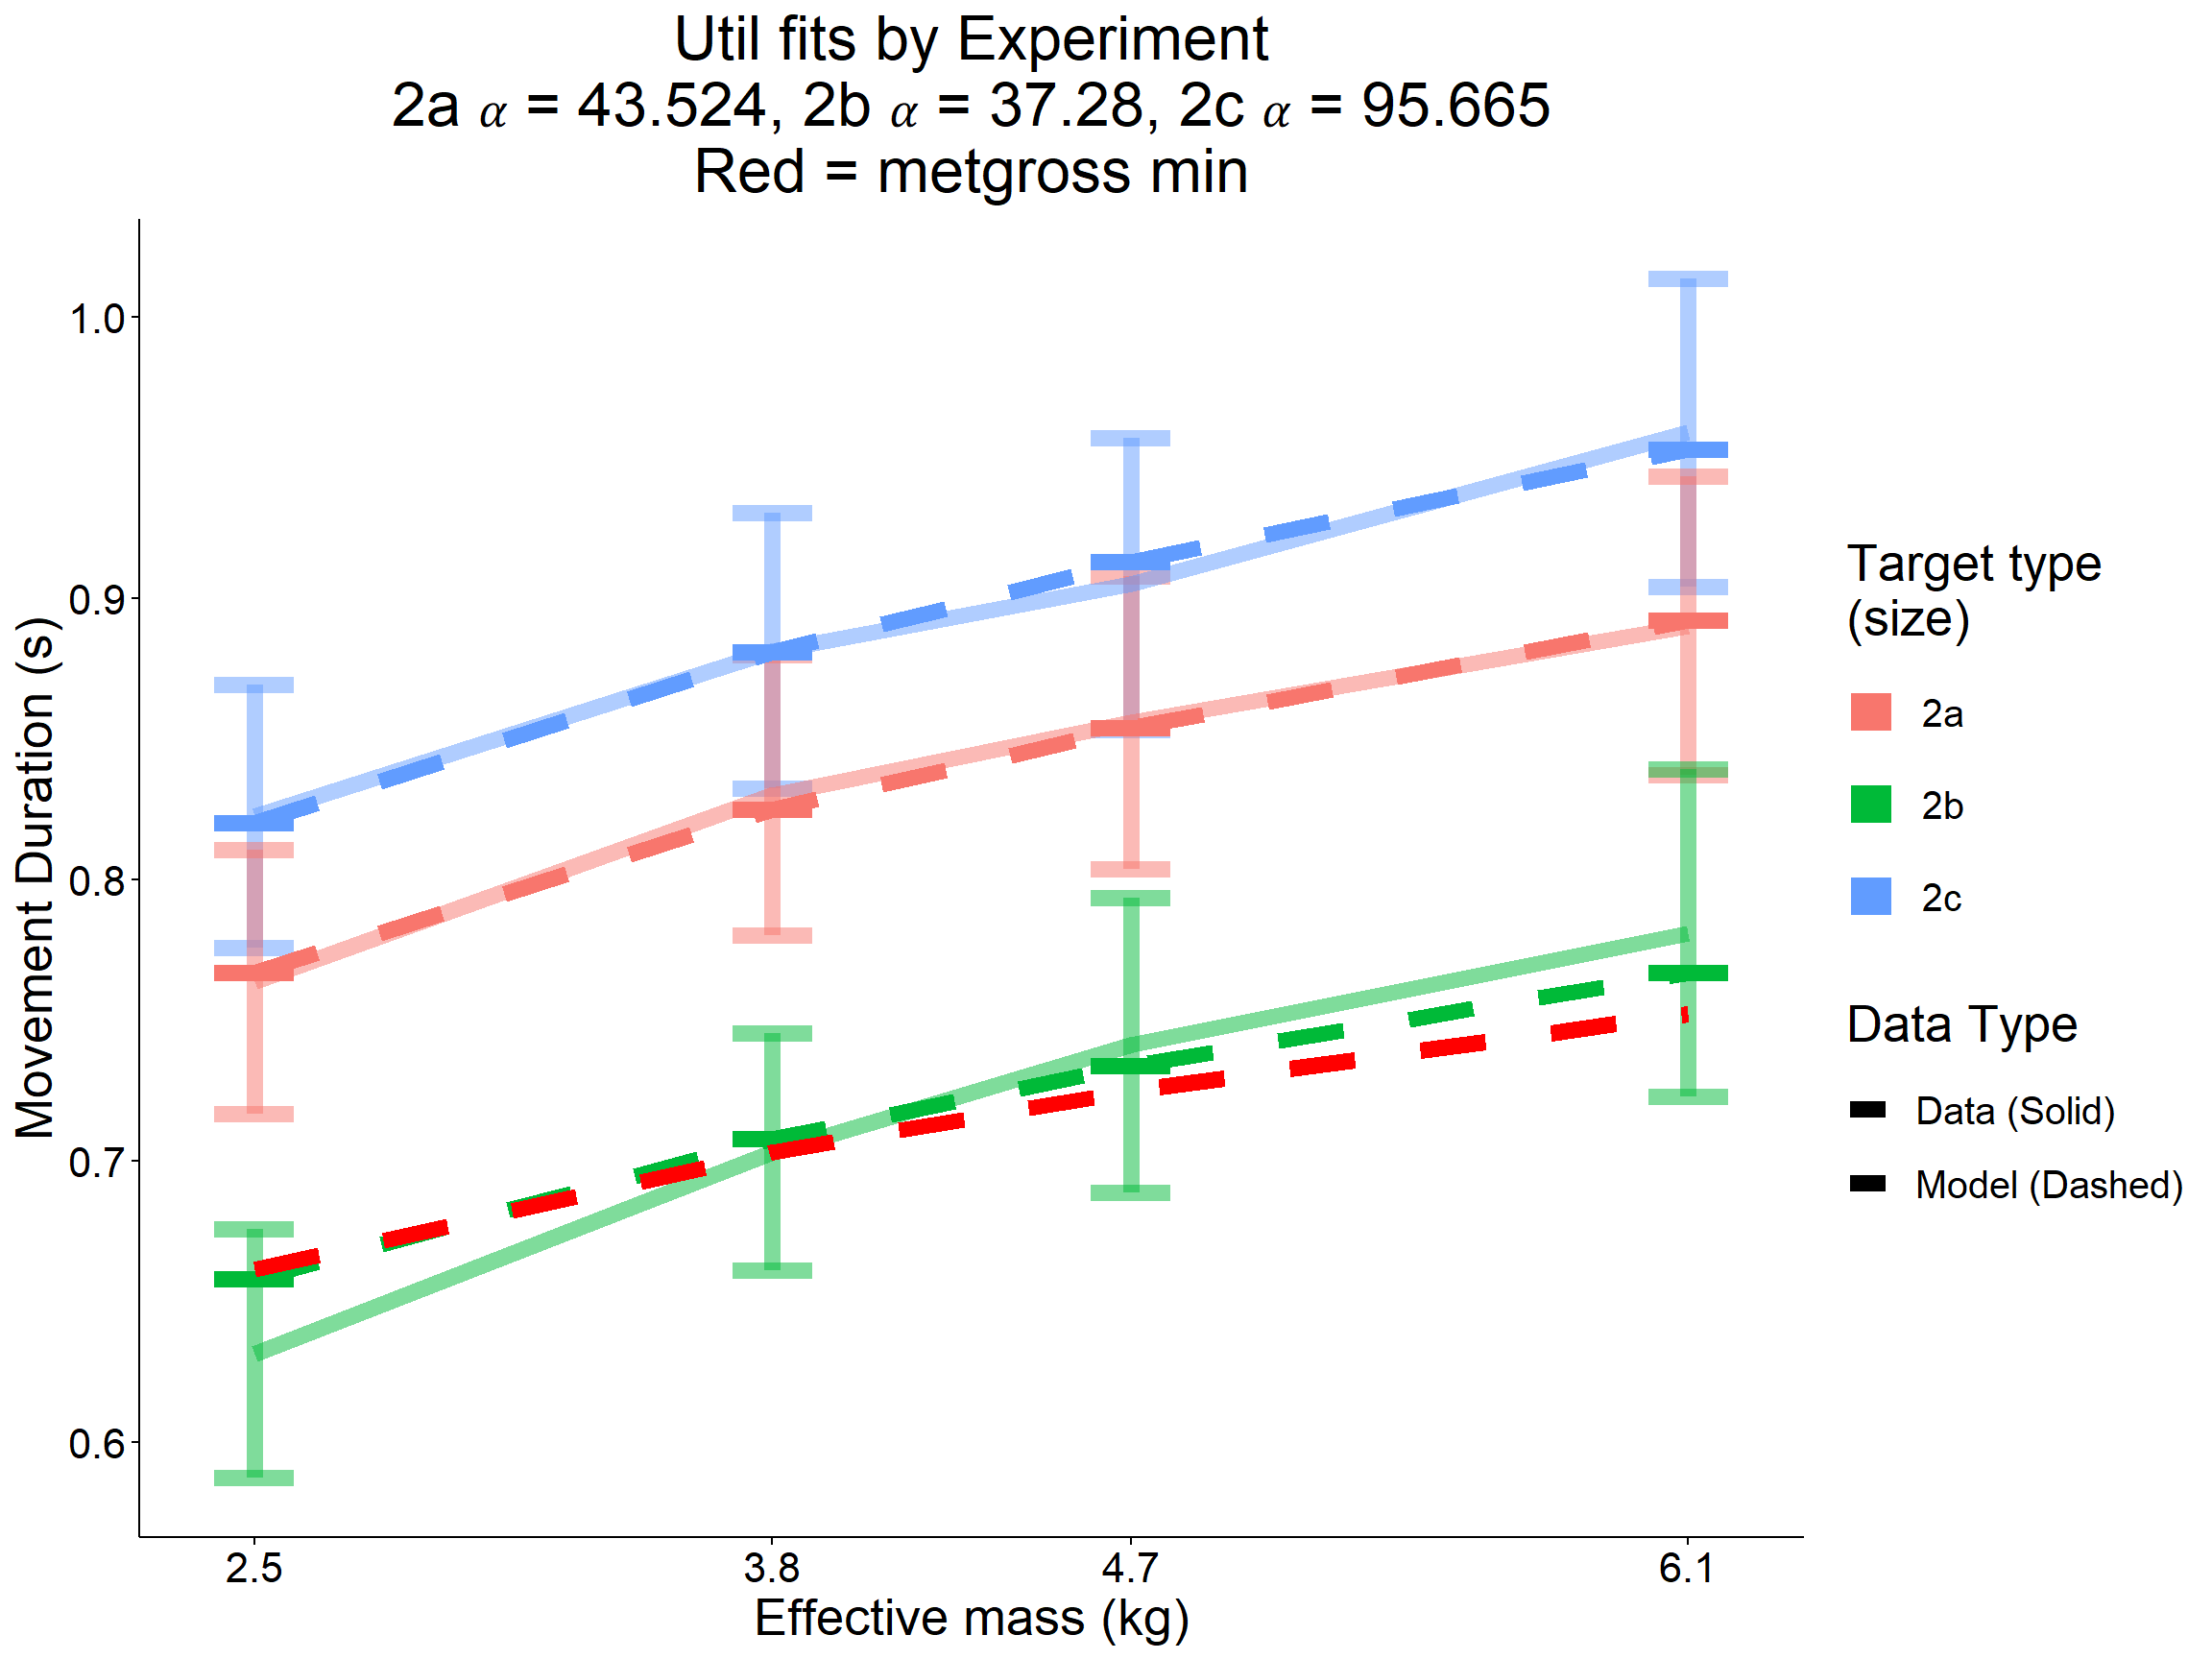 Util fits by Experiment
2a α = 43.524, 2b α = 37.28, 2c α = 95.665
Red = metgross min
Movement Duration (s)
1.0
0.9
0.8
0.7
0.6
2.5 3.8 4.7 6.1
Effective mass (kg)
Target type
(size)
2a
2b
2c
Data Type
Data (Solid)
Model (Dashed)